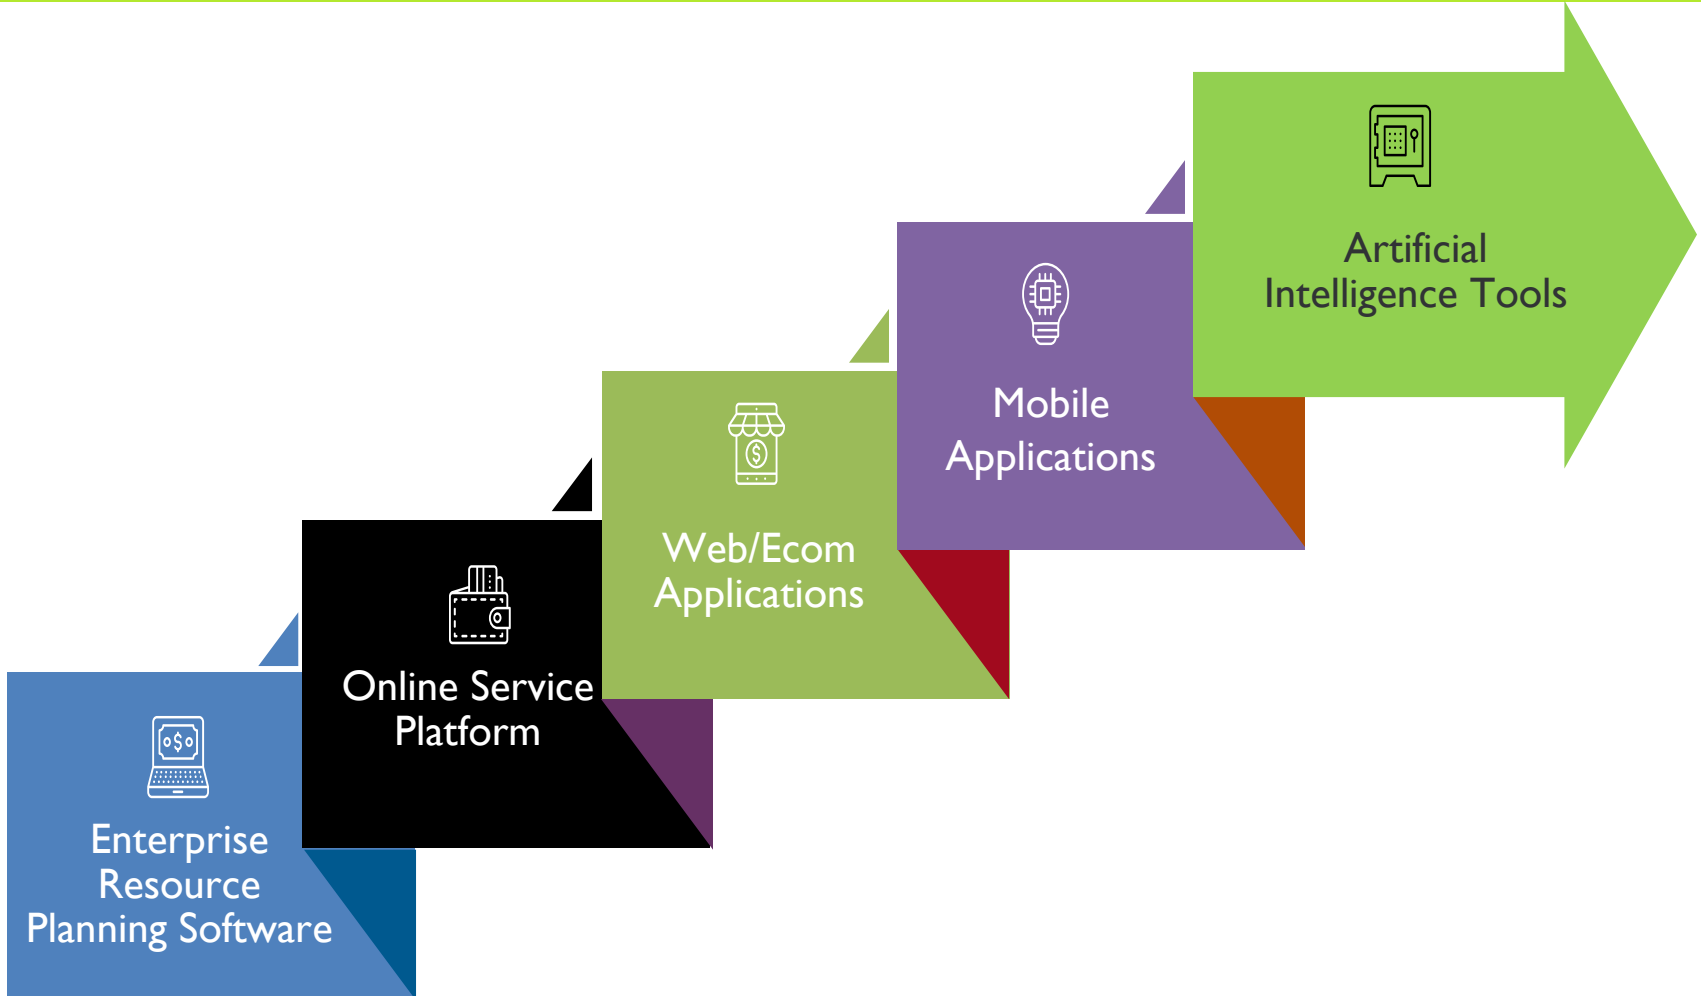 Enterprise
Resource
Planning Software
Online Service
Platform
Web/Ecom
Applications
Mobile
Applications
Artificial
Intelligence Tools